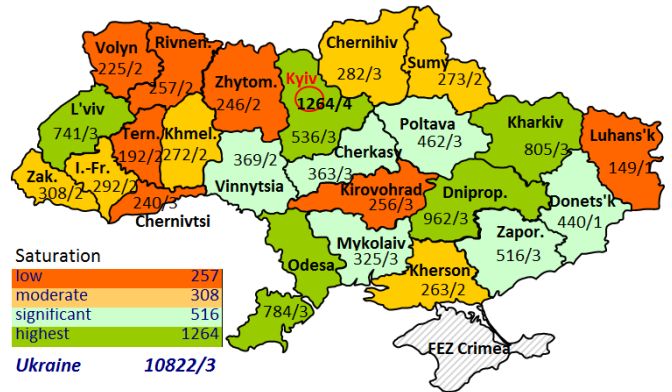 Volyn
225/2
Rivnen.
257/2
Zhytom.
246/2
Kyiv
1264/4
536/3
Chernihiv
282/3
Sumy
273/2
L'viv
741/3
Tern.
192/2
Khmel.
272/2
Zak.
308/2
I.-Fr.
292/2
240/3
Chernivtsi
369/2
Vinnytsia
Cherkasy
363/3
Poltava
462/3
Kharkiv
805/3
Luhans'k
149/1
Kirovohrad
256/3
Dniprop.
962/3
Donets'k
440/1
Zapor.
516/3
Mykolaiv
325/3
Odesa
784/3
Kherson
263/2
FEZ Crimea
Saturation
low 257
moderate 308
significant 516
highest 1264
Ukraine 10822/3